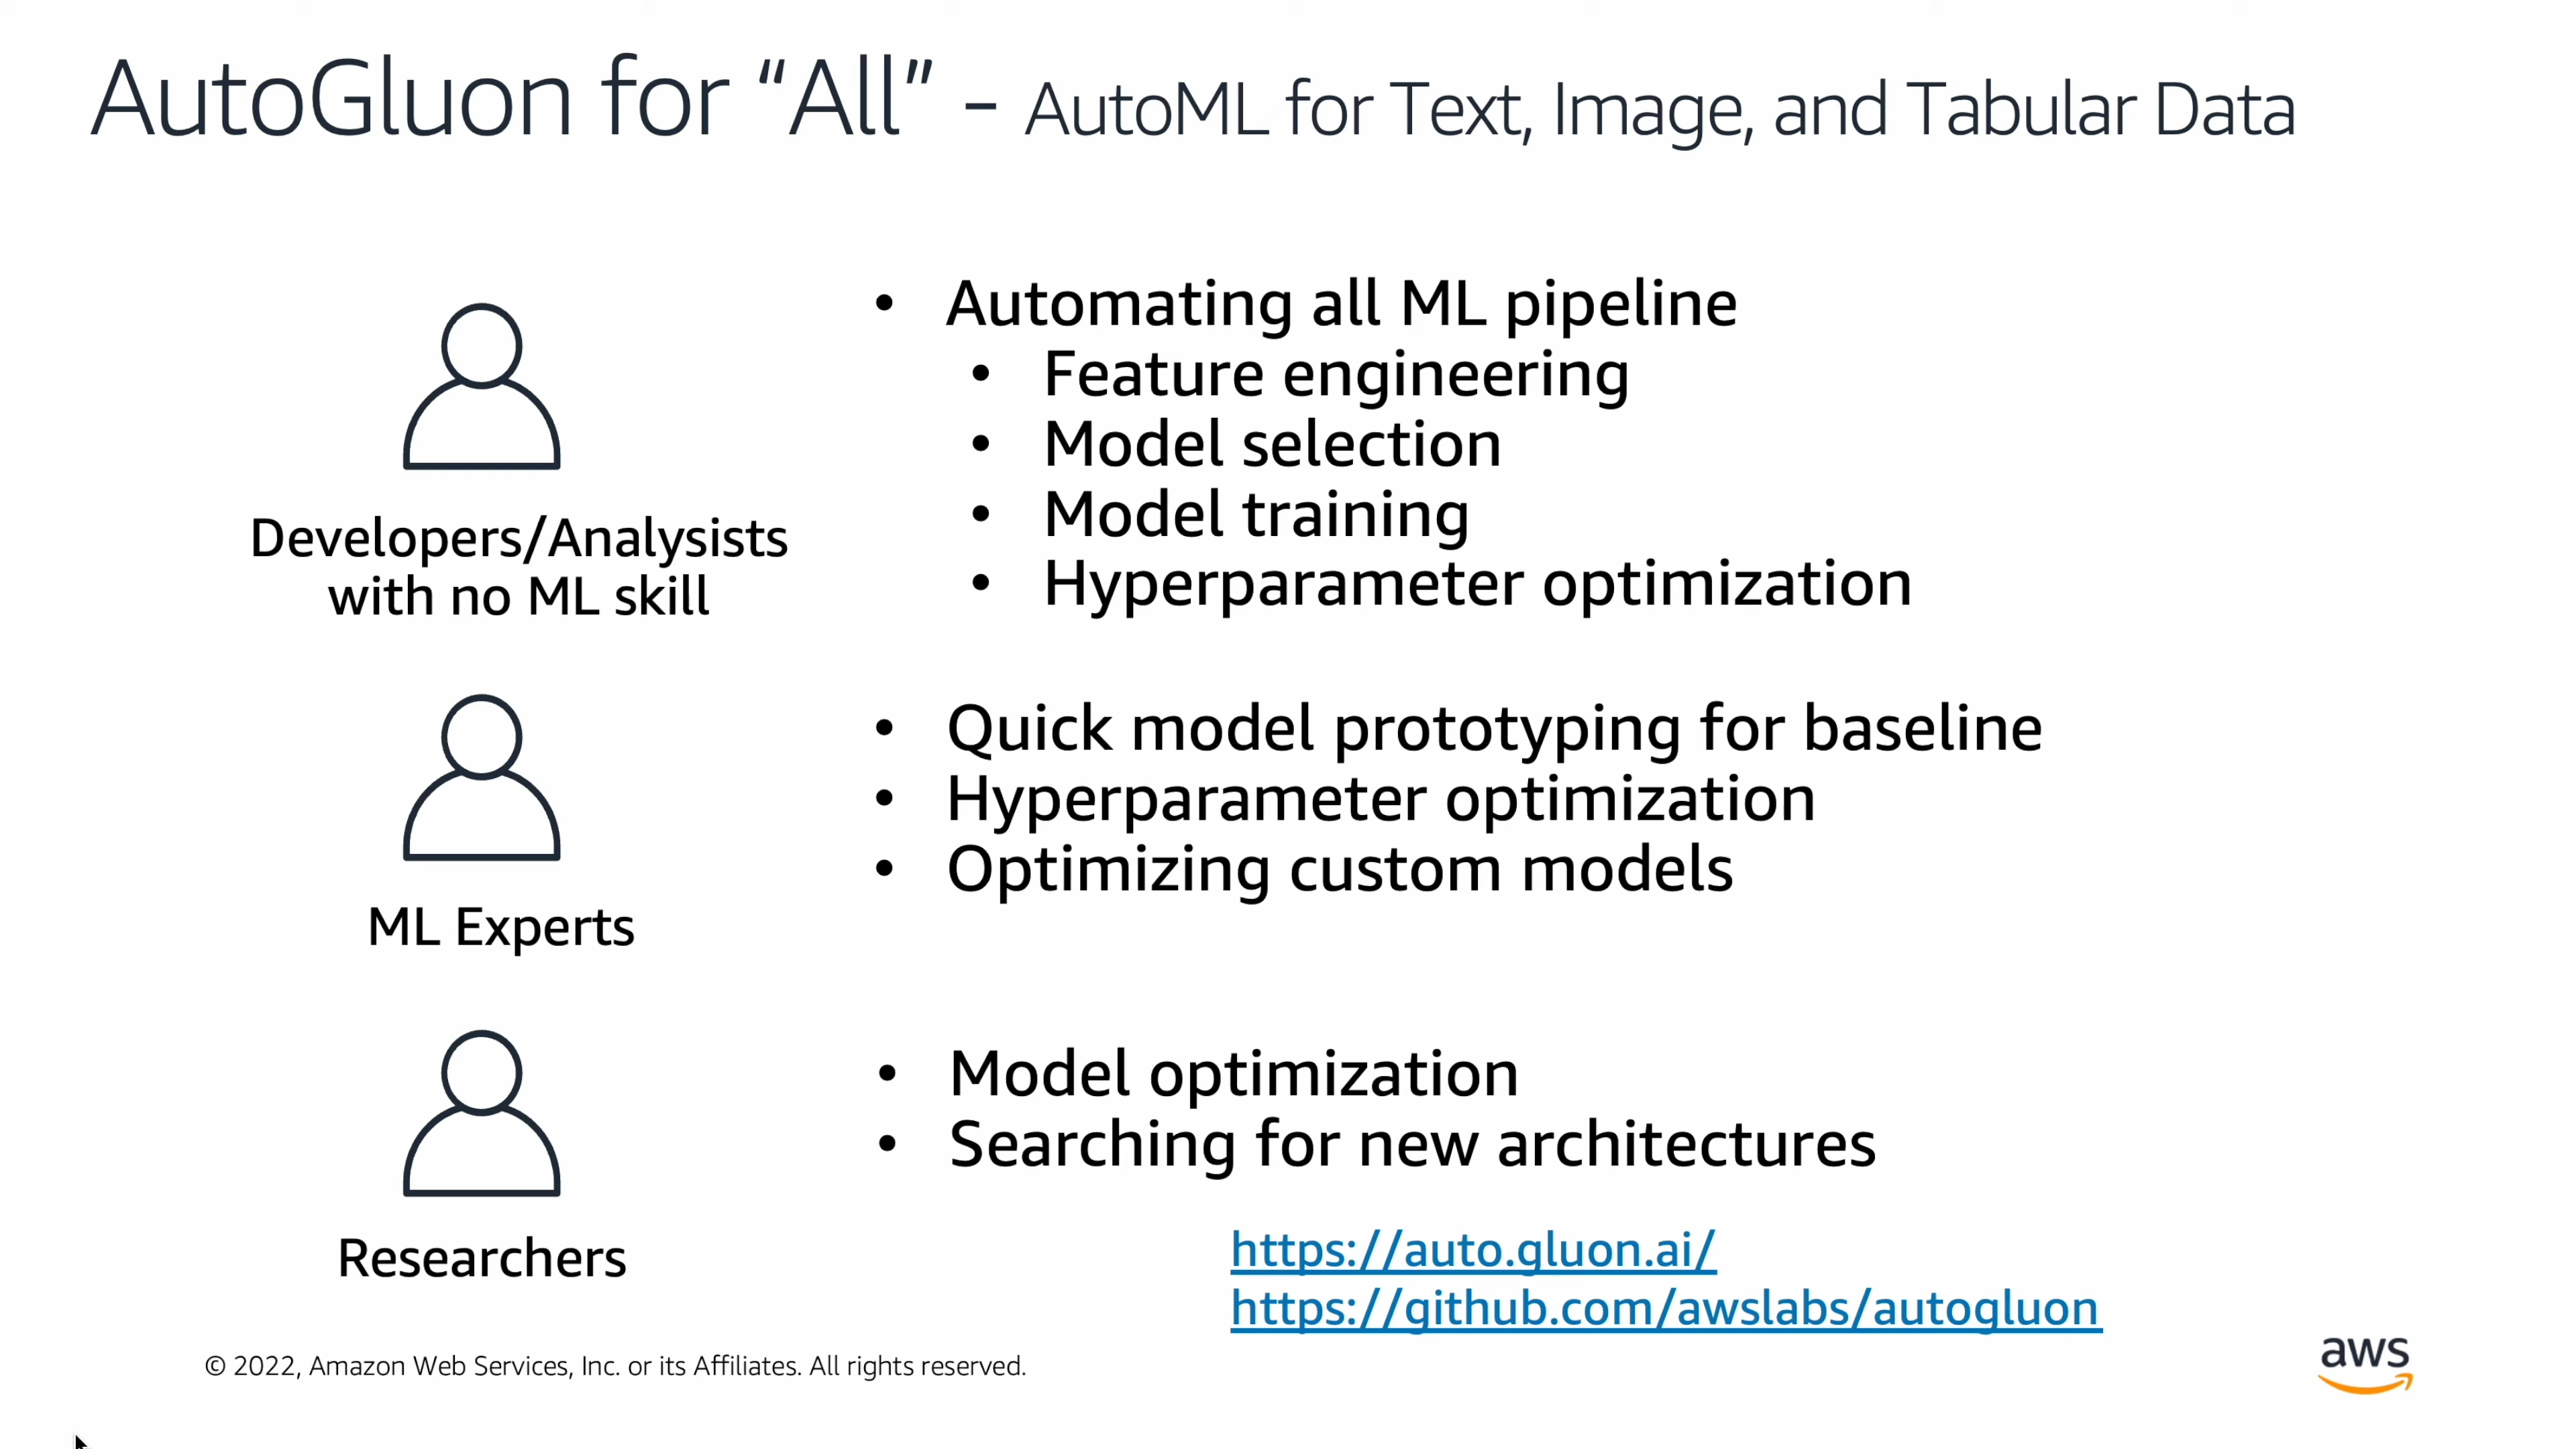 AutoGluon for “All” – AutoML for Text, Image, and Tabular Data
Developers/Analysists
with no ML skill
• Automating all ML pipeline
• Feature engineering
• Model selection
• Model training
• Hyperparameter optimization
ML Experts
• Quick model prototyping for baseline
• Hyperparameter optimization
• Optimizing custom models
Researchers
• Model optimization
• Searching for new architectures
https://auto.gluon.ai/
https://github.com/awslabs/autogluon
© 2022, Amazon Web Services, Inc. or its Affiliates. All rights reserved.
aws